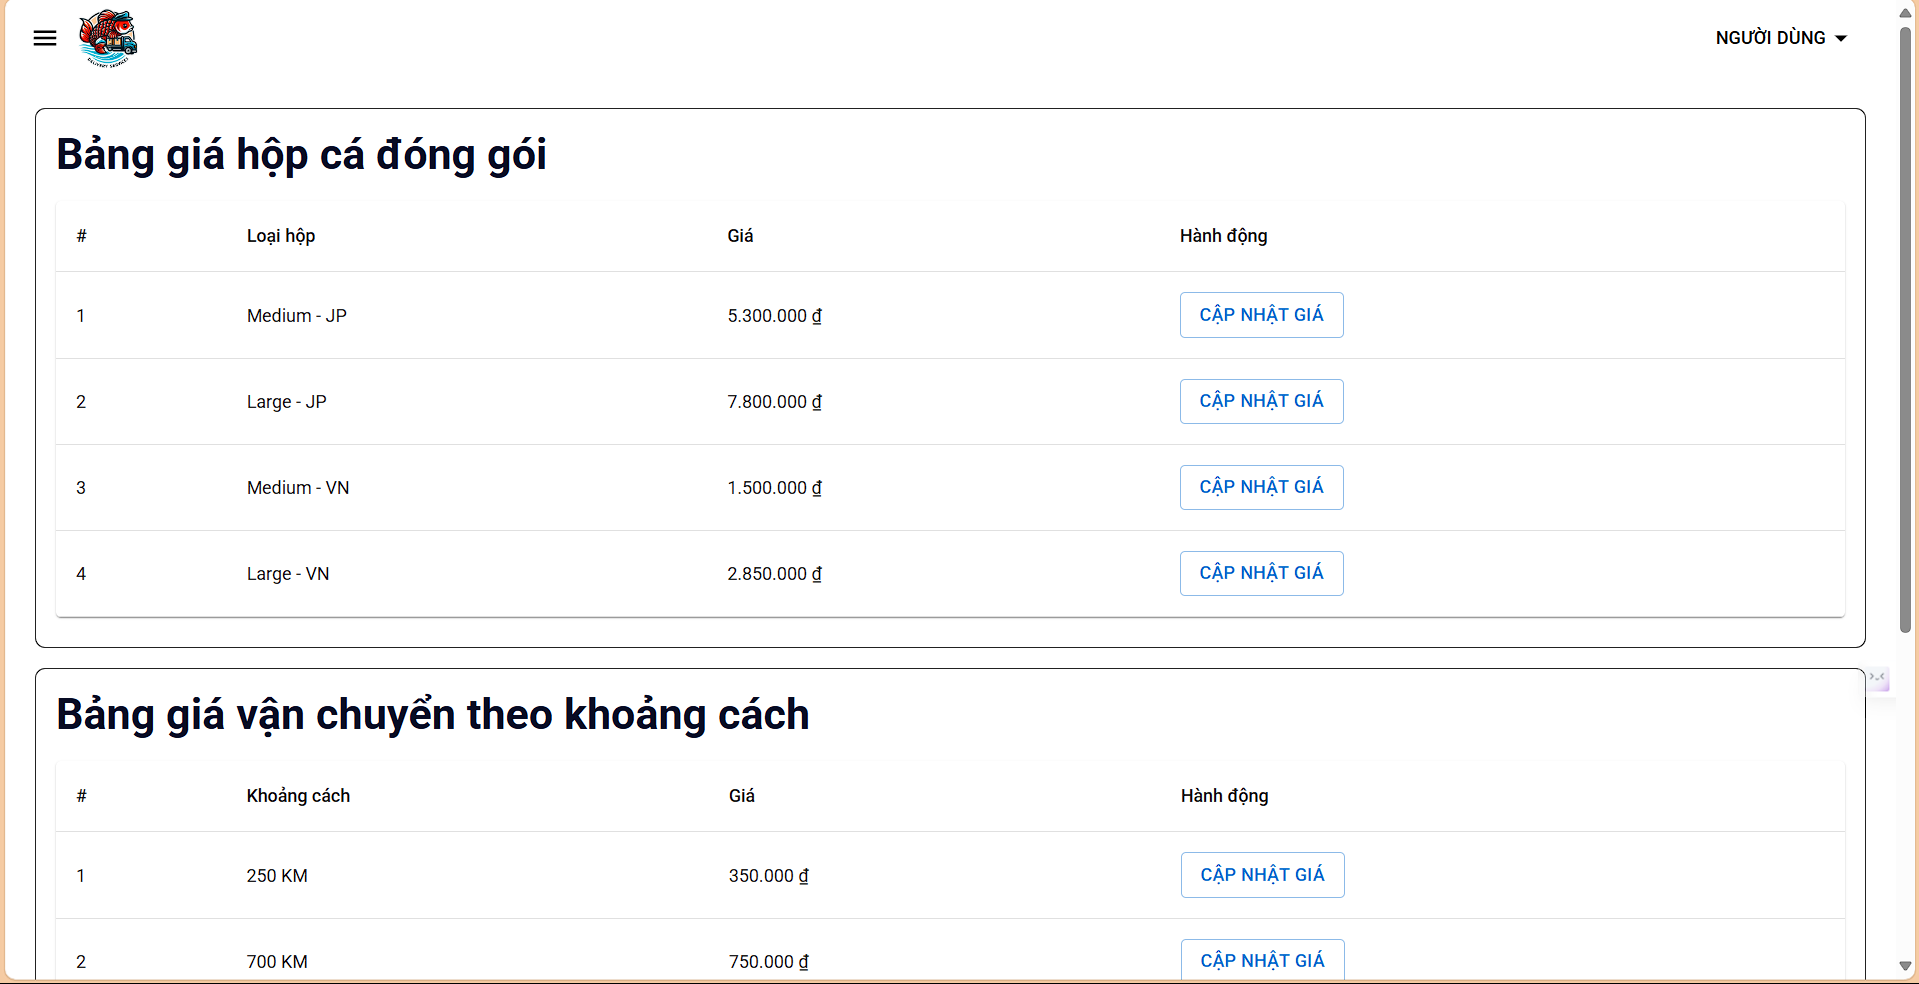 DELIVERY SERVICES
NGƯỜI DÙNG
Bảng giá hộp cá đóng gói
# Loại hộp Giá Hành động
1 Medium - JP 5.300.000 ₫ CẬP NHẬT GIÁ
2 Large - JP 7.800.000 ₫ CẬP NHẬT GIÁ
3 Medium - VN 1.500.000 ₫ CẬP NHẬT GIÁ
4 Large - VN 2.850.000 ₫ CẬP NHẬT GIÁ
Bảng giá vận chuyển theo khoảng cách
# Khoảng cách Giá Hành động
1 250 KM 350.000 ₫ CẬP NHẬT GIÁ
2 700 KM 750.000 ₫ CẬP NHẬT GIÁ